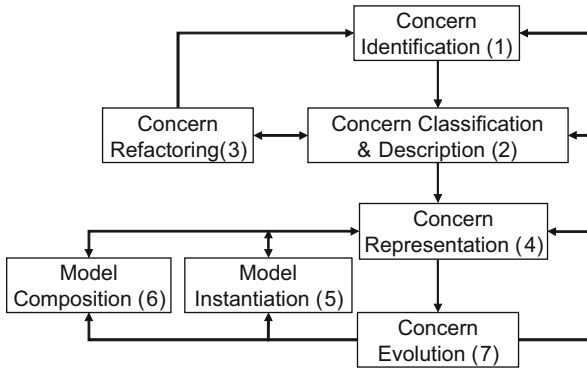 Concern
Identification (1)
Concern
Refactoring(3)
Concern Classification
& Description (2)
Concern
Representation (4)
Model
Composition (6)
Model
Instantiation (5)
Concern
Evolution (7)